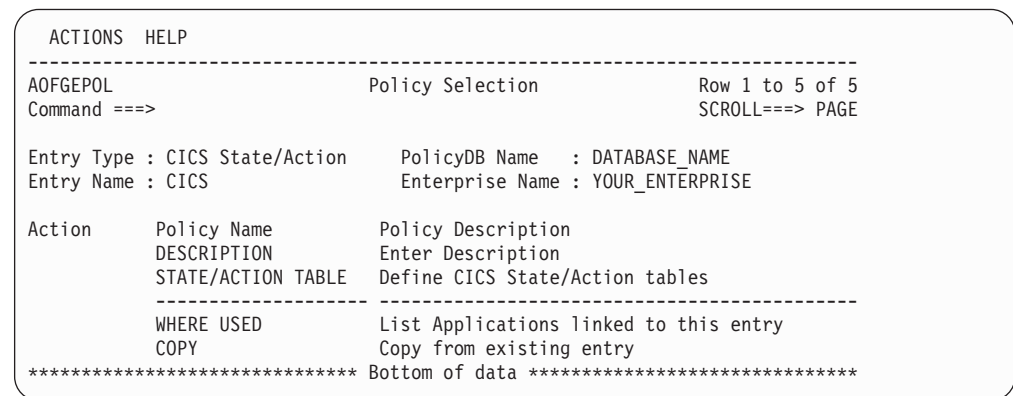 ACTIONS HELP
-------------------------------------------------------------------------------
AOFGEPOL Policy Selection Row 1 to 5 of 5
Command ===> SCROLL===> PAGE
Entry Type : CICS State/Action PolicyDB Name : DATABASE_NAME
Entry Name : CICS Enterprise Name : YOUR_ENTERPRISE
Action Policy Name Policy Description
DESCRIPTION Enter Description
STATE/ACTION TABLE Define CICS State/Action tables
-------------------- ---------------------------------------------
WHERE USED List Applications linked to this entry
COPY Copy from existing entry
******************************* Bottom of data *******************************